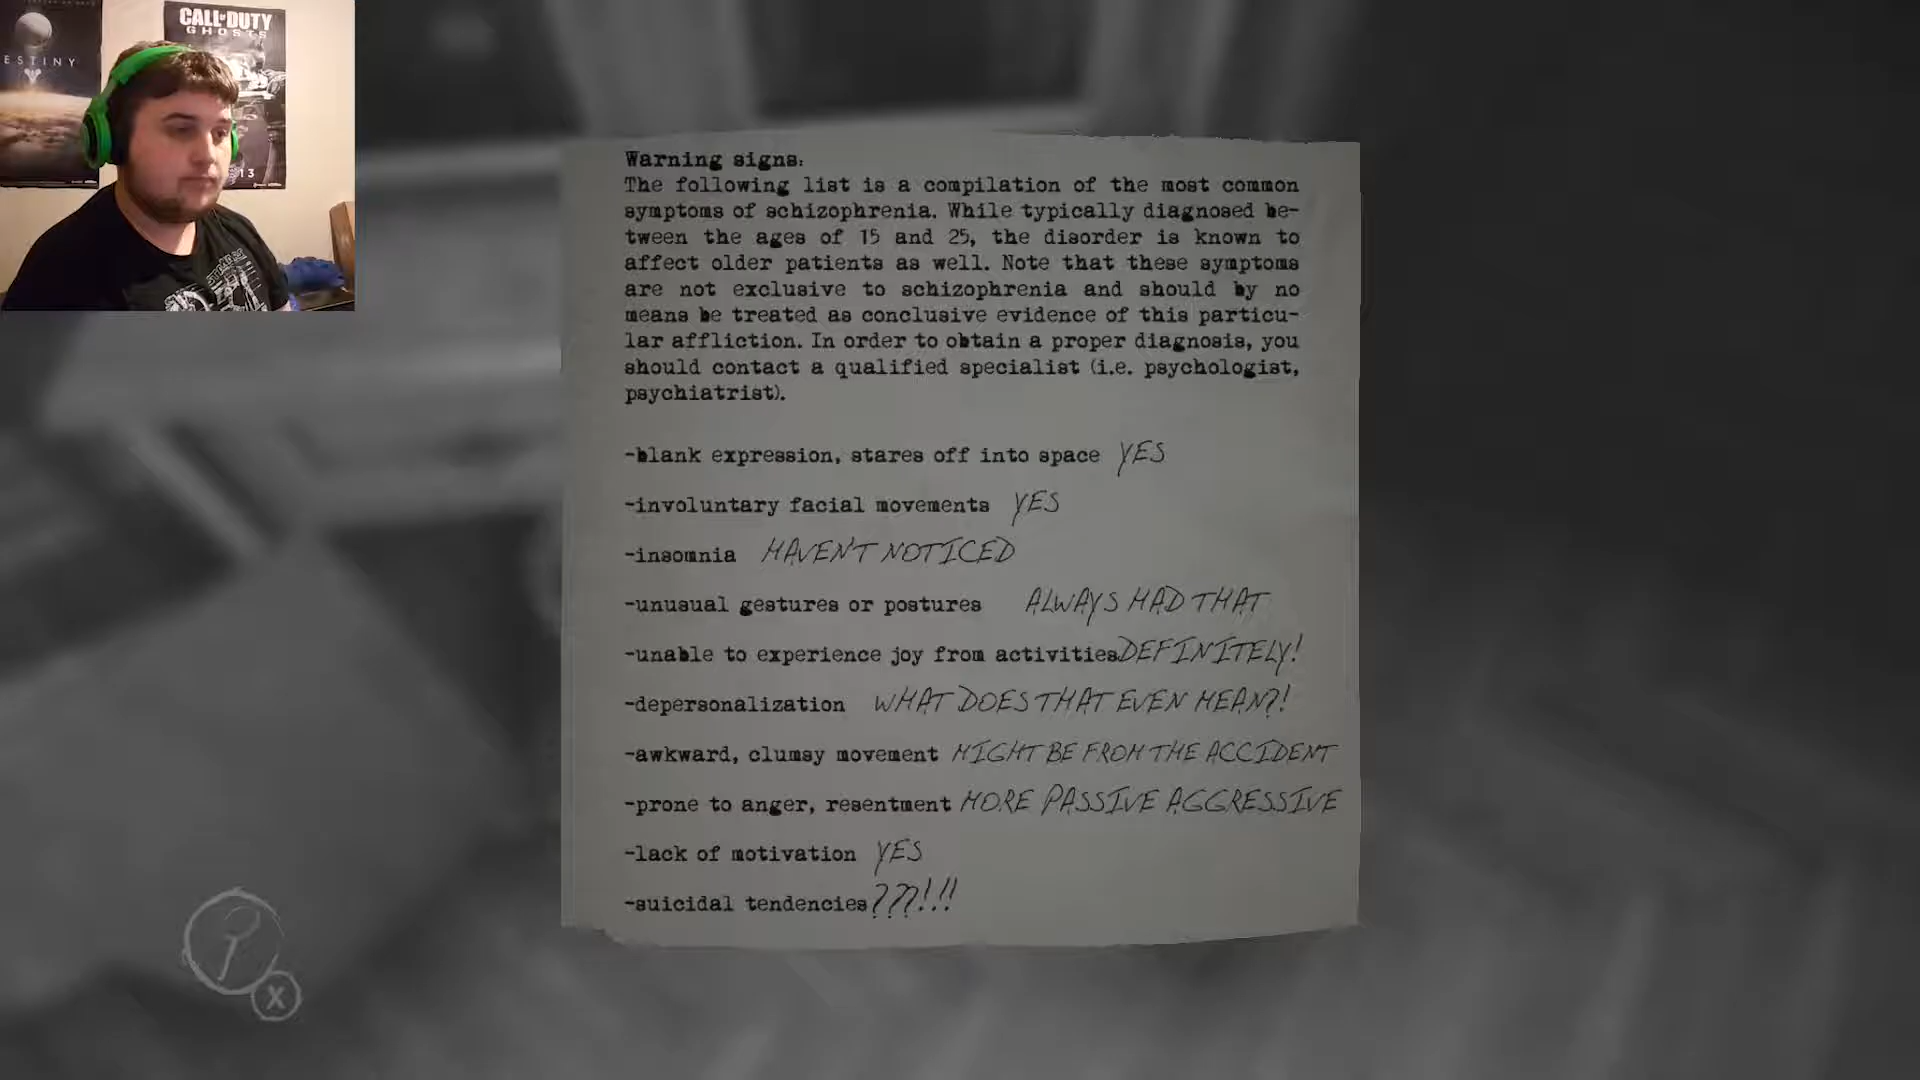 ESTINY
CALL OF DUTY
GHOSTS
13
Warning signs:
The following list is a compilation of the most common
symptoms of schizophrenia. While typically diagnosed be-
tween the ages of 15 and 25, the disorder is known to
affect older patients as well. Note that these symptoms
are not exclusive to schizophrenia and should by no
means be treated as conclusive evidence of this particu-
lar affliction. In order to obtain a proper diagnosis, you
should contact a qualified specialist (i.e. psychologist,
psychiatrist).
-blank expression, stares off into space YES
-involuntary facial movements YES
-insomnia HAVEN'T NOTICED
-unusual gestures or postures ALWAYS HAD THAT
-unable to experience joy from activities DEFINITELY!
-depersonalization WHAT DOES THAT EVEN MEAN?!
-awkward, clumsy movement MIGHT BE FROM THE ACCIDENT
-prone to anger, resentment MORE PASSIVE AGGRESSIVE
-lack of motivation YES
-suicidal tendencies???!!!
X